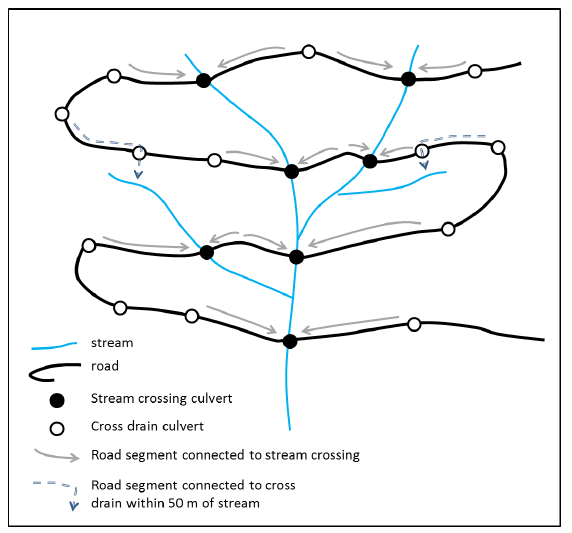 stream
road
Stream crossing culvert
Cross drain culvert
Road segment connected to stream crossing
Road segment connected to cross
drain within 50 m of stream